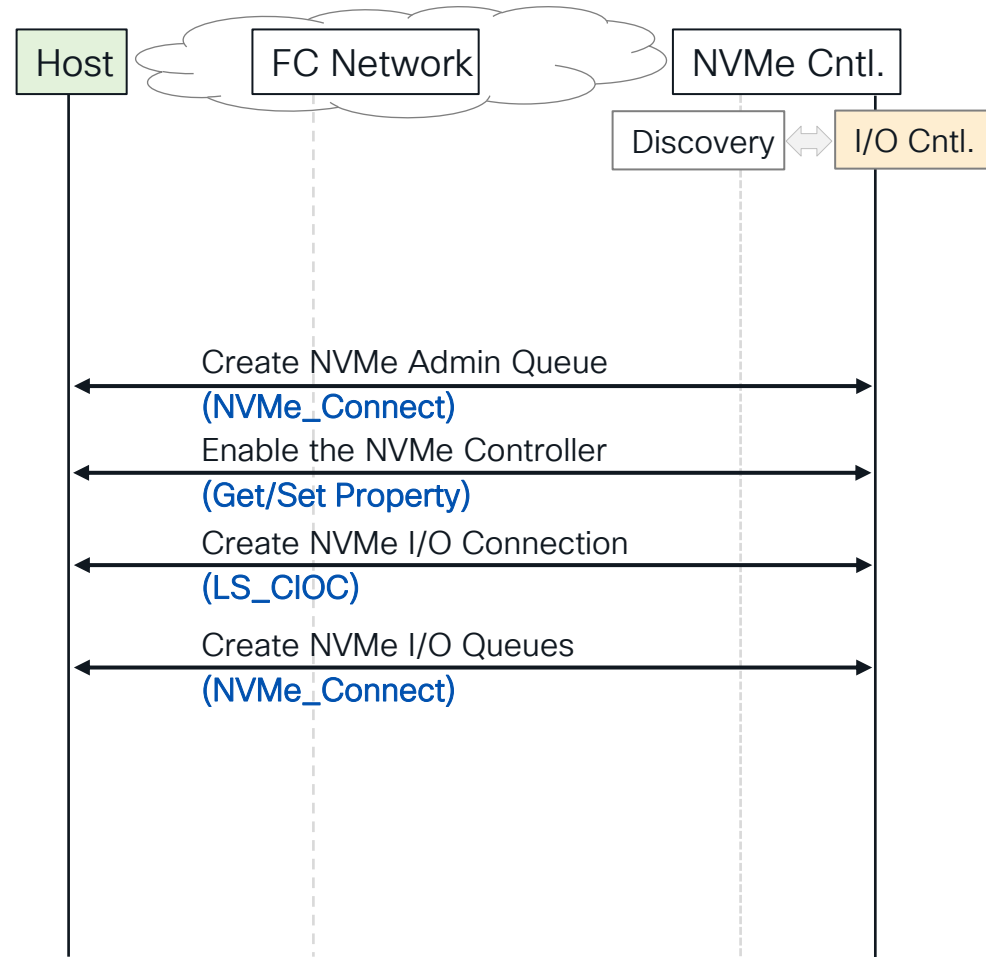 Host
FC Network
NVMe Cntl.
Discovery
I/O Cntl.
Create NVMe Admin Queue
(NVMe_Connect)
Enable the NVMe Controller
(Get/Set Property)
Create NVMe I/O Connection
(LS_CIOC)
Create NVMe I/O Queues
(NVMe_Connect)